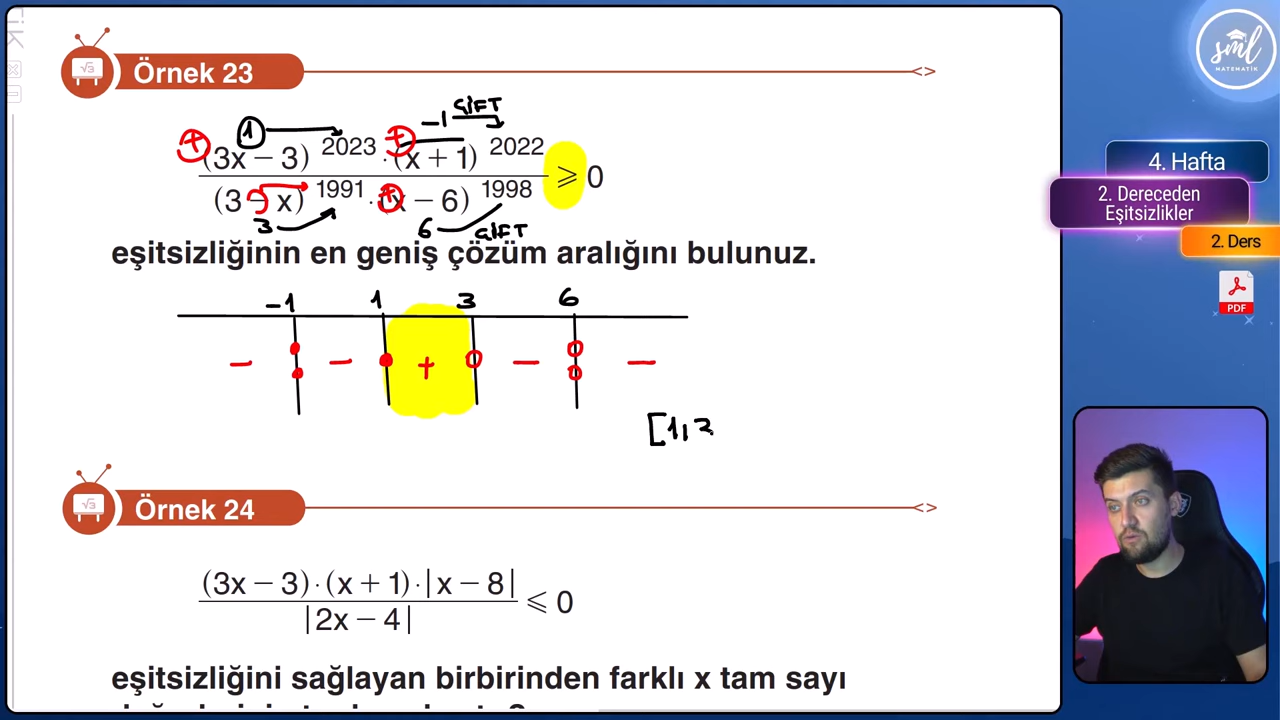 Örnek 23
1 2023 -1 ÇİFT
(3x − 3)²⁰²³ · (x + 1)²⁰²²
(3 − x)¹⁹⁹¹ · (x − 6)¹⁹⁹⁸
⩾ 0
3 6 ÇİFT
eşitsizliğinin en geniş çözüm aralığını bulunuz.
-1 1 3 6
− − + − −
[1,3
Örnek 24
(3x − 3) · (x + 1) · |x − 8|
|2x − 4|
⩽ 0
eşitsizliğini sağlayan birbirinden farklı x tam sayı
sml
MATEMATİK
4. Hafta
2. Dereceden
Eşitsizlikler
2. Ders
PDF